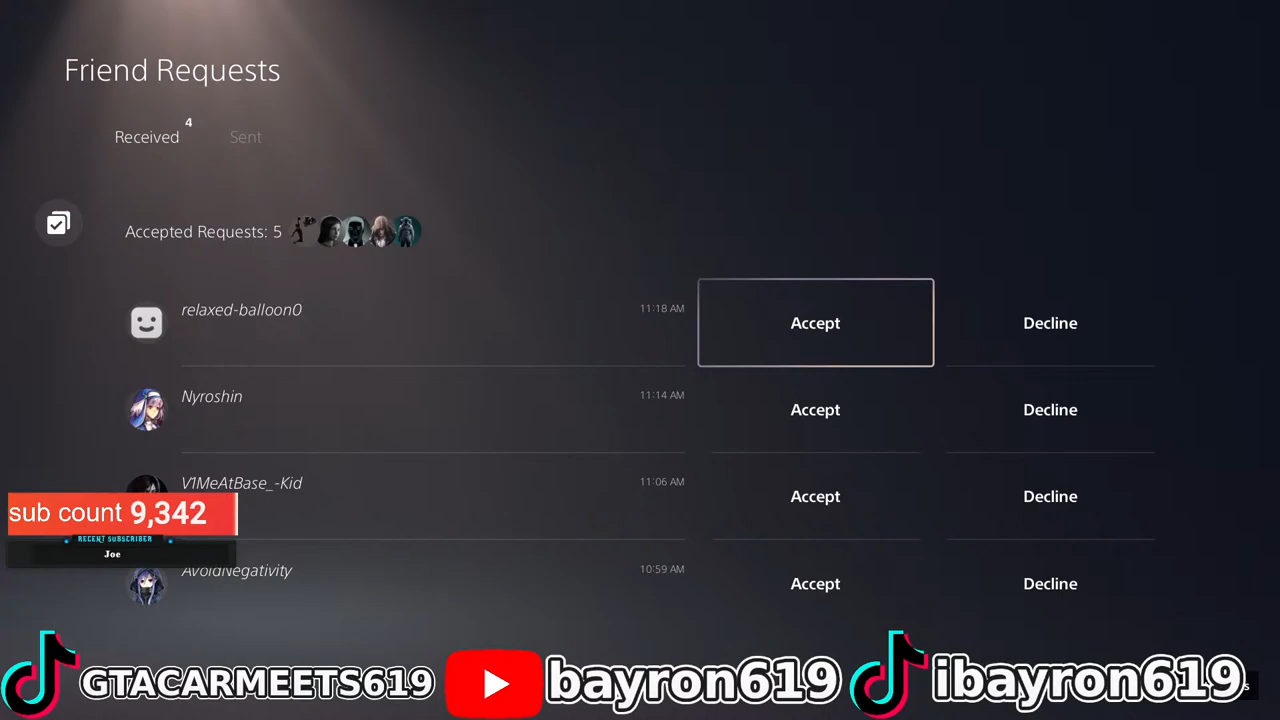 Friend Requests
Received 4 Sent
Accepted Requests: 5
relaxed-balloon0 11:18 AM Accept Decline
Nyroshin 11:14 AM Accept Decline
V1MeAtBase_-Kid 11:06 AM Accept Decline
sub count 9,342
RECENT SUBSCRIBER
Joe
AvoidNegativity 10:59 AM Accept Decline
GTACARMEETS619 bayron619 ibayron619